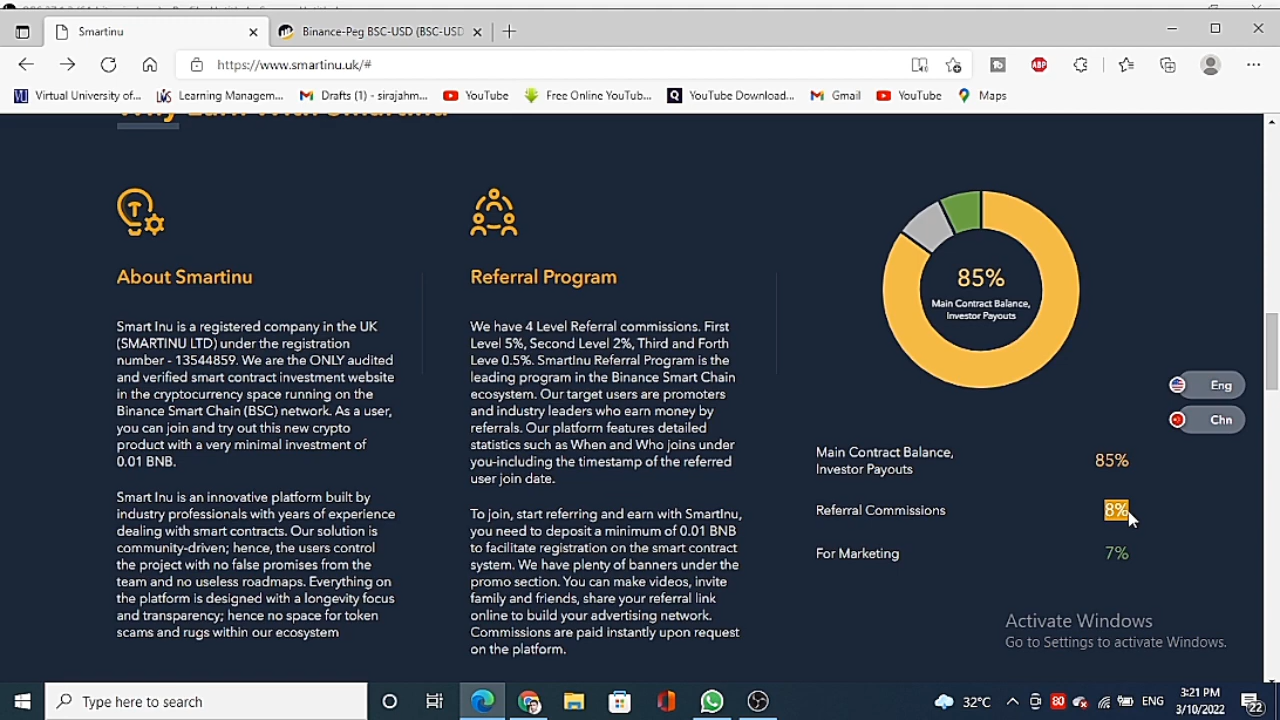 Smartinu
Binance-Peg BSC-USD (BSC-USD
https://www.smartinu.uk/#
Virtual University of...
Learning Managem...
Drafts (1) - sirajahm...
YouTube
Free Online YouTub...
YouTube Download...
Gmail
YouTube
Maps
Why Earn With Smartinu
About Smartinu
Smart Inu is a registered company in the UK
(SMARTINU LTD) under the registration
number - 13544859. We are the ONLY audited
and verified smart contract investment website
in the cryptocurrency space running on the
Binance Smart Chain (BSC) network. As a user,
you can join and try out this new crypto
product with a very minimal investment of
0.01 BNB.
Smart Inu is an innovative platform built by
industry professionals with years of experience
dealing with smart contracts. Our solution is
community-driven; hence, the users control
the project with no false promises from the
team and no useless roadmaps. Everything on
the platform is designed with a longevity focus
and transparency; hence no space for token
scams and rugs within our ecosystem
Referral Program
We have 4 Level Referral commissions. First
Level 5%, Second Level 2%, Third and Forth
Leve 0.5%. SmartInu Referral Program is the
leading program in the Binance Smart Chain
ecosystem. Our target users are promoters
and industry leaders who earn money by
referrals. Our platform features detailed
statistics such as When and Who joins under
you-including the timestamp of the referred
user join date.
To join, start referring and earn with SmartInu,
you need to deposit a minimum of 0.01 BNB
to facilitate registration on the smart contract
system. We have plenty of banners under the
promo section. You can make videos, invite
family and friends, share your referral link
online to build your advertising network.
Commissions are paid instantly upon request
on the platform.
85%
Main Contract Balance,
Investor Payouts
Eng
Chn
Main Contract Balance,
Investor Payouts
85%
Referral Commissions
8%
For Marketing
7%
Activate Windows
Go to Settings to activate Windows.
Type here to search
32°C
80
ENG
3:21 PM
3/10/2022
22